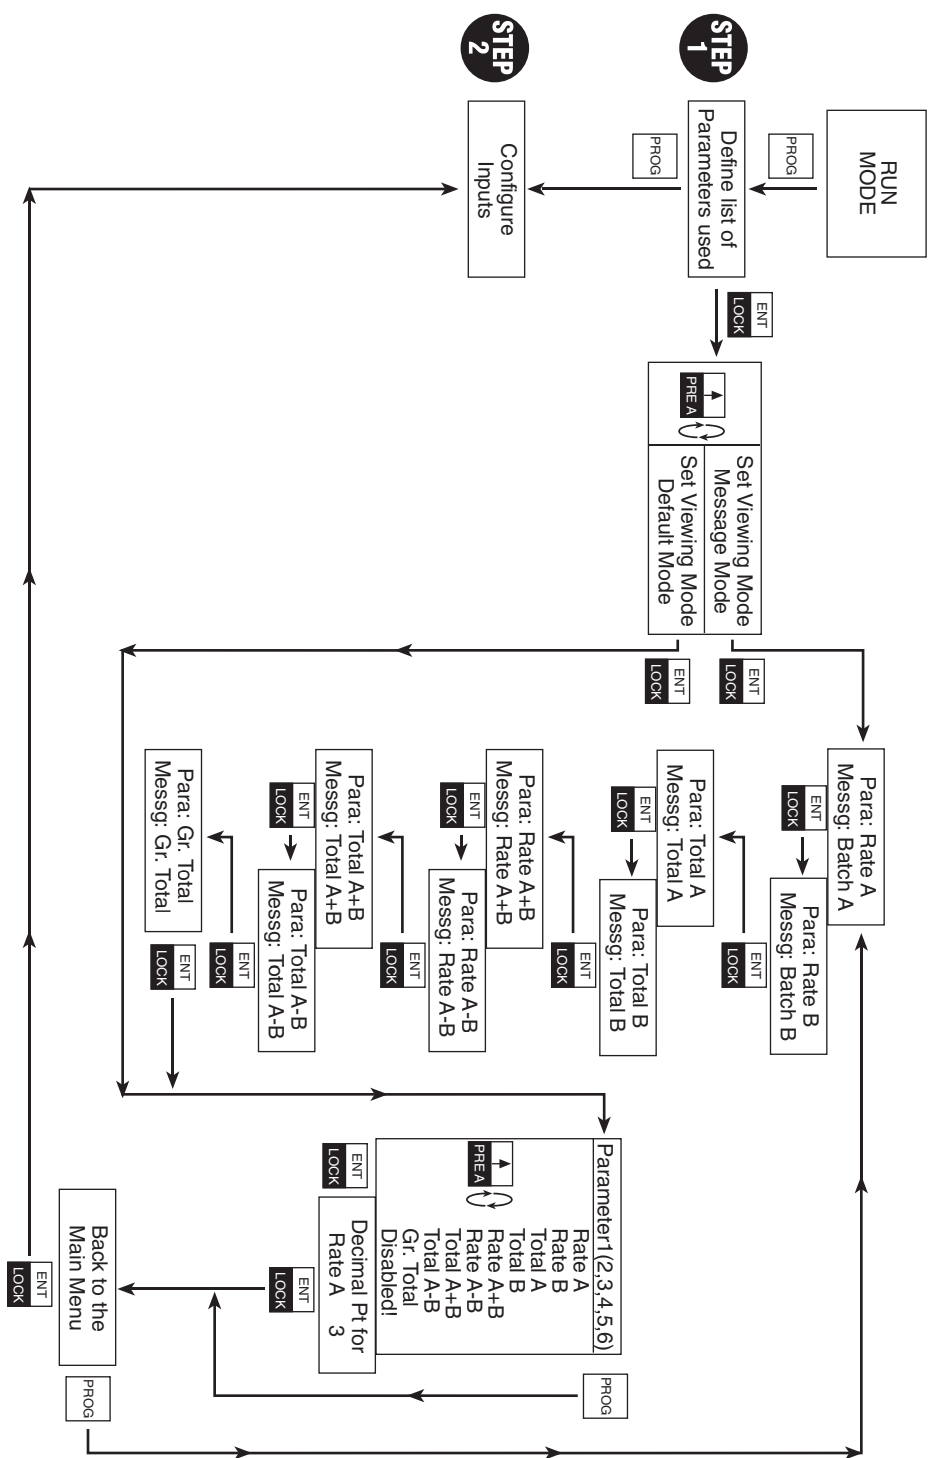 RUN
MODE
PROG
STEP
1
Define list of
Parameters used
PROG
STEP
2
Configure
Inputs
ENT
LOCK
PRE A
Set Viewing Mode
Message Mode
Set Viewing Mode
Default Mode
ENT
LOCK
ENT
LOCK
Para: Rate A
Messg: Batch A
ENT
LOCK
Para: Rate B
Messg: Batch B
ENT
LOCK
Para: Total A
Messg: Total A
ENT
LOCK
Para: Total B
Messg: Total B
ENT
LOCK
Para: Rate A+B
Messg: Rate A+B
ENT
LOCK
Para: Rate A-B
Messg: Rate A-B
ENT
LOCK
Para: Total A+B
Messg: Total A+B
ENT
LOCK
Para: Total A-B
Messg: Total A-B
ENT
LOCK
Para: Gr. Total
Messg: Gr. Total
ENT
LOCK
Parameter1(2,3,4,5,6)
PRE A
Rate A
Rate B
Total A
Total B
Rate A+B
Rate A-B
Total A+B
Total A-B
Gr. Total
Disabled!
ENT
LOCK
Decimal Pt for
Rate A 3
PROG
ENT
LOCK
Back to the
Main Menu
PROG
ENT
LOCK